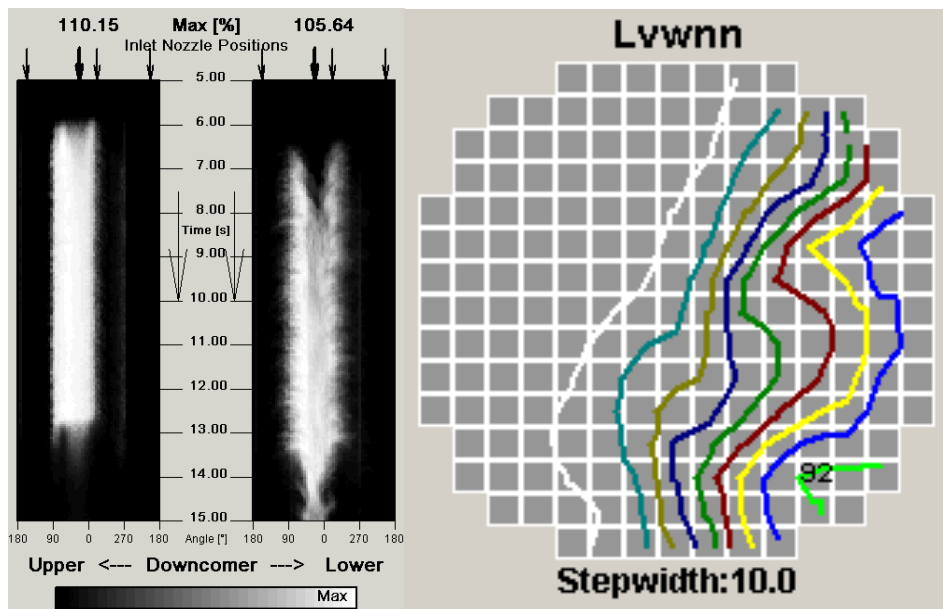 110.15 Max [%] 105.64
Inlet Nozzle Positions
5.00
6.00
7.00
8.00
Time [s]
9.00
10.00
11.00
12.00
13.00
14.00
15.00
180 90 0 270 180 Angle [°] 180 90 0 270 180
Upper <--- Downcomer ---> Lower
Max
Lvwnn
92
Stepwidth:10.0